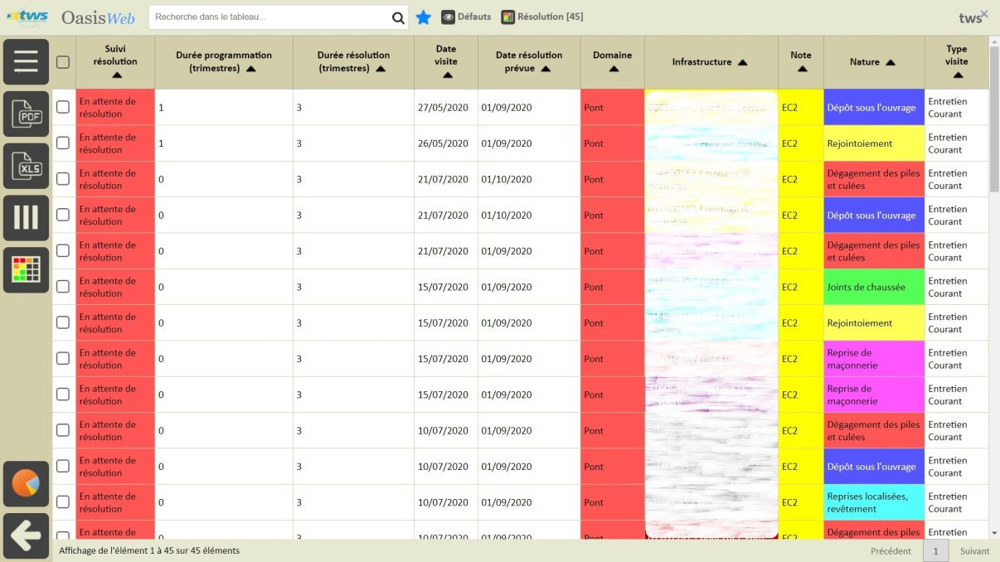 xtws OasisWeb Recherche dans le tableau... Défauts Résolution [45] tws
Suivi résolution Durée programmation (trimestres) Durée résolution (trimestres) Date visite Date résolution prévue Domaine Infrastructure Note Nature Type visite
En attente de résolution 1 3 27/05/2020 01/09/2020 Pont EC2 Dépôt sous l'ouvrage Entretien Courant
PDF
En attente de résolution 1 3 26/05/2020 01/09/2020 Pont EC2 Rejointoiement Entretien Courant
XLS
En attente de résolution 0 3 21/07/2020 01/10/2020 Pont / ouvrage de décharge EC2 Dégagement des piles et culées Entretien Courant
En attente de résolution 0 3 21/07/2020 01/10/2020 Pont / ouvrage de EC2 Dépôt sous l'ouvrage Entretien Courant
En attente de résolution 0 3 21/07/2020 01/09/2020 Pont EC2 Dégagement des piles et culées Entretien Courant
En attente de résolution 0 3 15/07/2020 01/09/2020 Pont EC2 Joints de chaussée Entretien Courant
En attente de résolution 0 3 15/07/2020 01/09/2020 Pont EC2 Rejointoiement Entretien Courant
En attente de résolution 0 3 15/07/2020 01/09/2020 Pont EC2 Reprise de maçonnerie Entretien Courant
En attente de résolution 0 3 15/07/2020 01/09/2020 Pont EC2 Reprise de maçonnerie Entretien Courant
En attente de résolution 0 3 10/07/2020 01/09/2020 Pont EC2 Dégagement des piles et culées Entretien Courant
En attente de résolution 0 3 10/07/2020 01/09/2020 Pont EC2 Dépôt sous l'ouvrage Entretien Courant
En attente de résolution 0 3 10/07/2020 01/09/2020 Pont EC2 Reprises localisées, revêtement Entretien Courant
En attente de 0 3 10/07/2020 01/09/2020 Pont EC2 Dégagement des piles Entretien
Affichage de l'élément 1 à 45 sur 45 éléments Précédent 1 Suivant